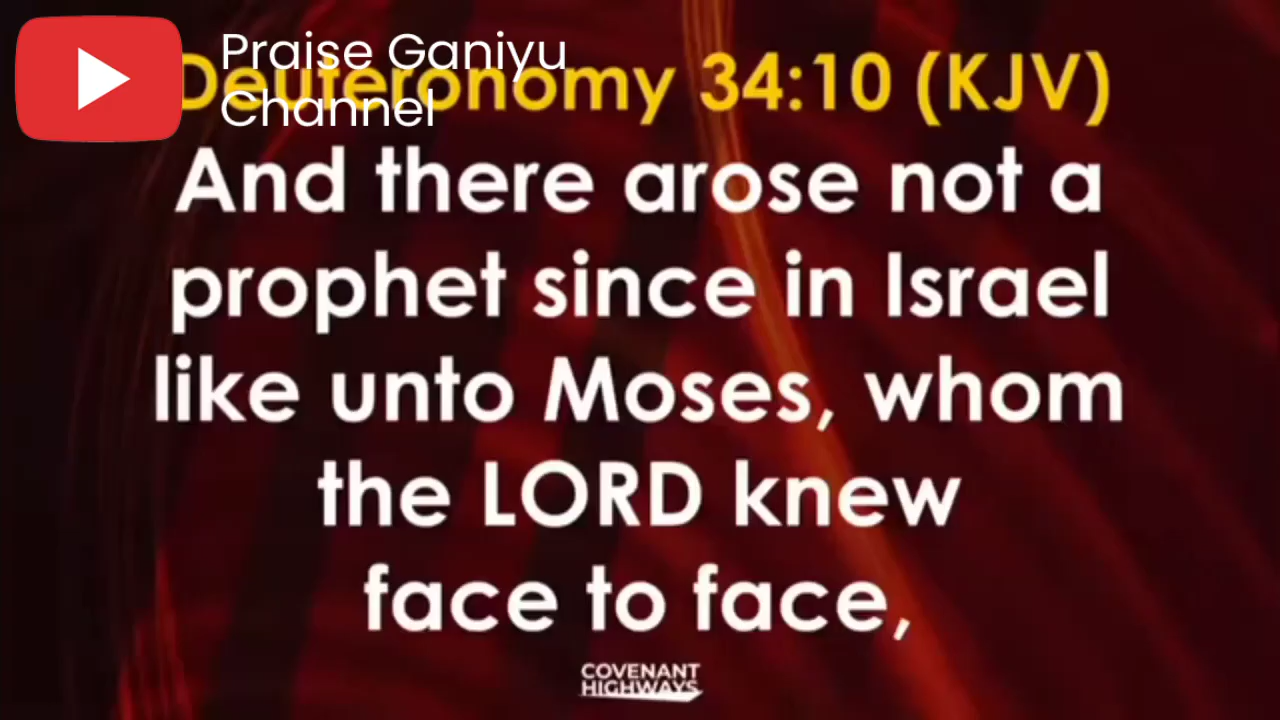 Praise Ganiyu
Channel
Deuteronomy 34:10 (KJV)
And there arose not a
prophet since in Israel
like unto Moses, whom
the LORD knew
face to face,
COVENANT
HIGHWAYS